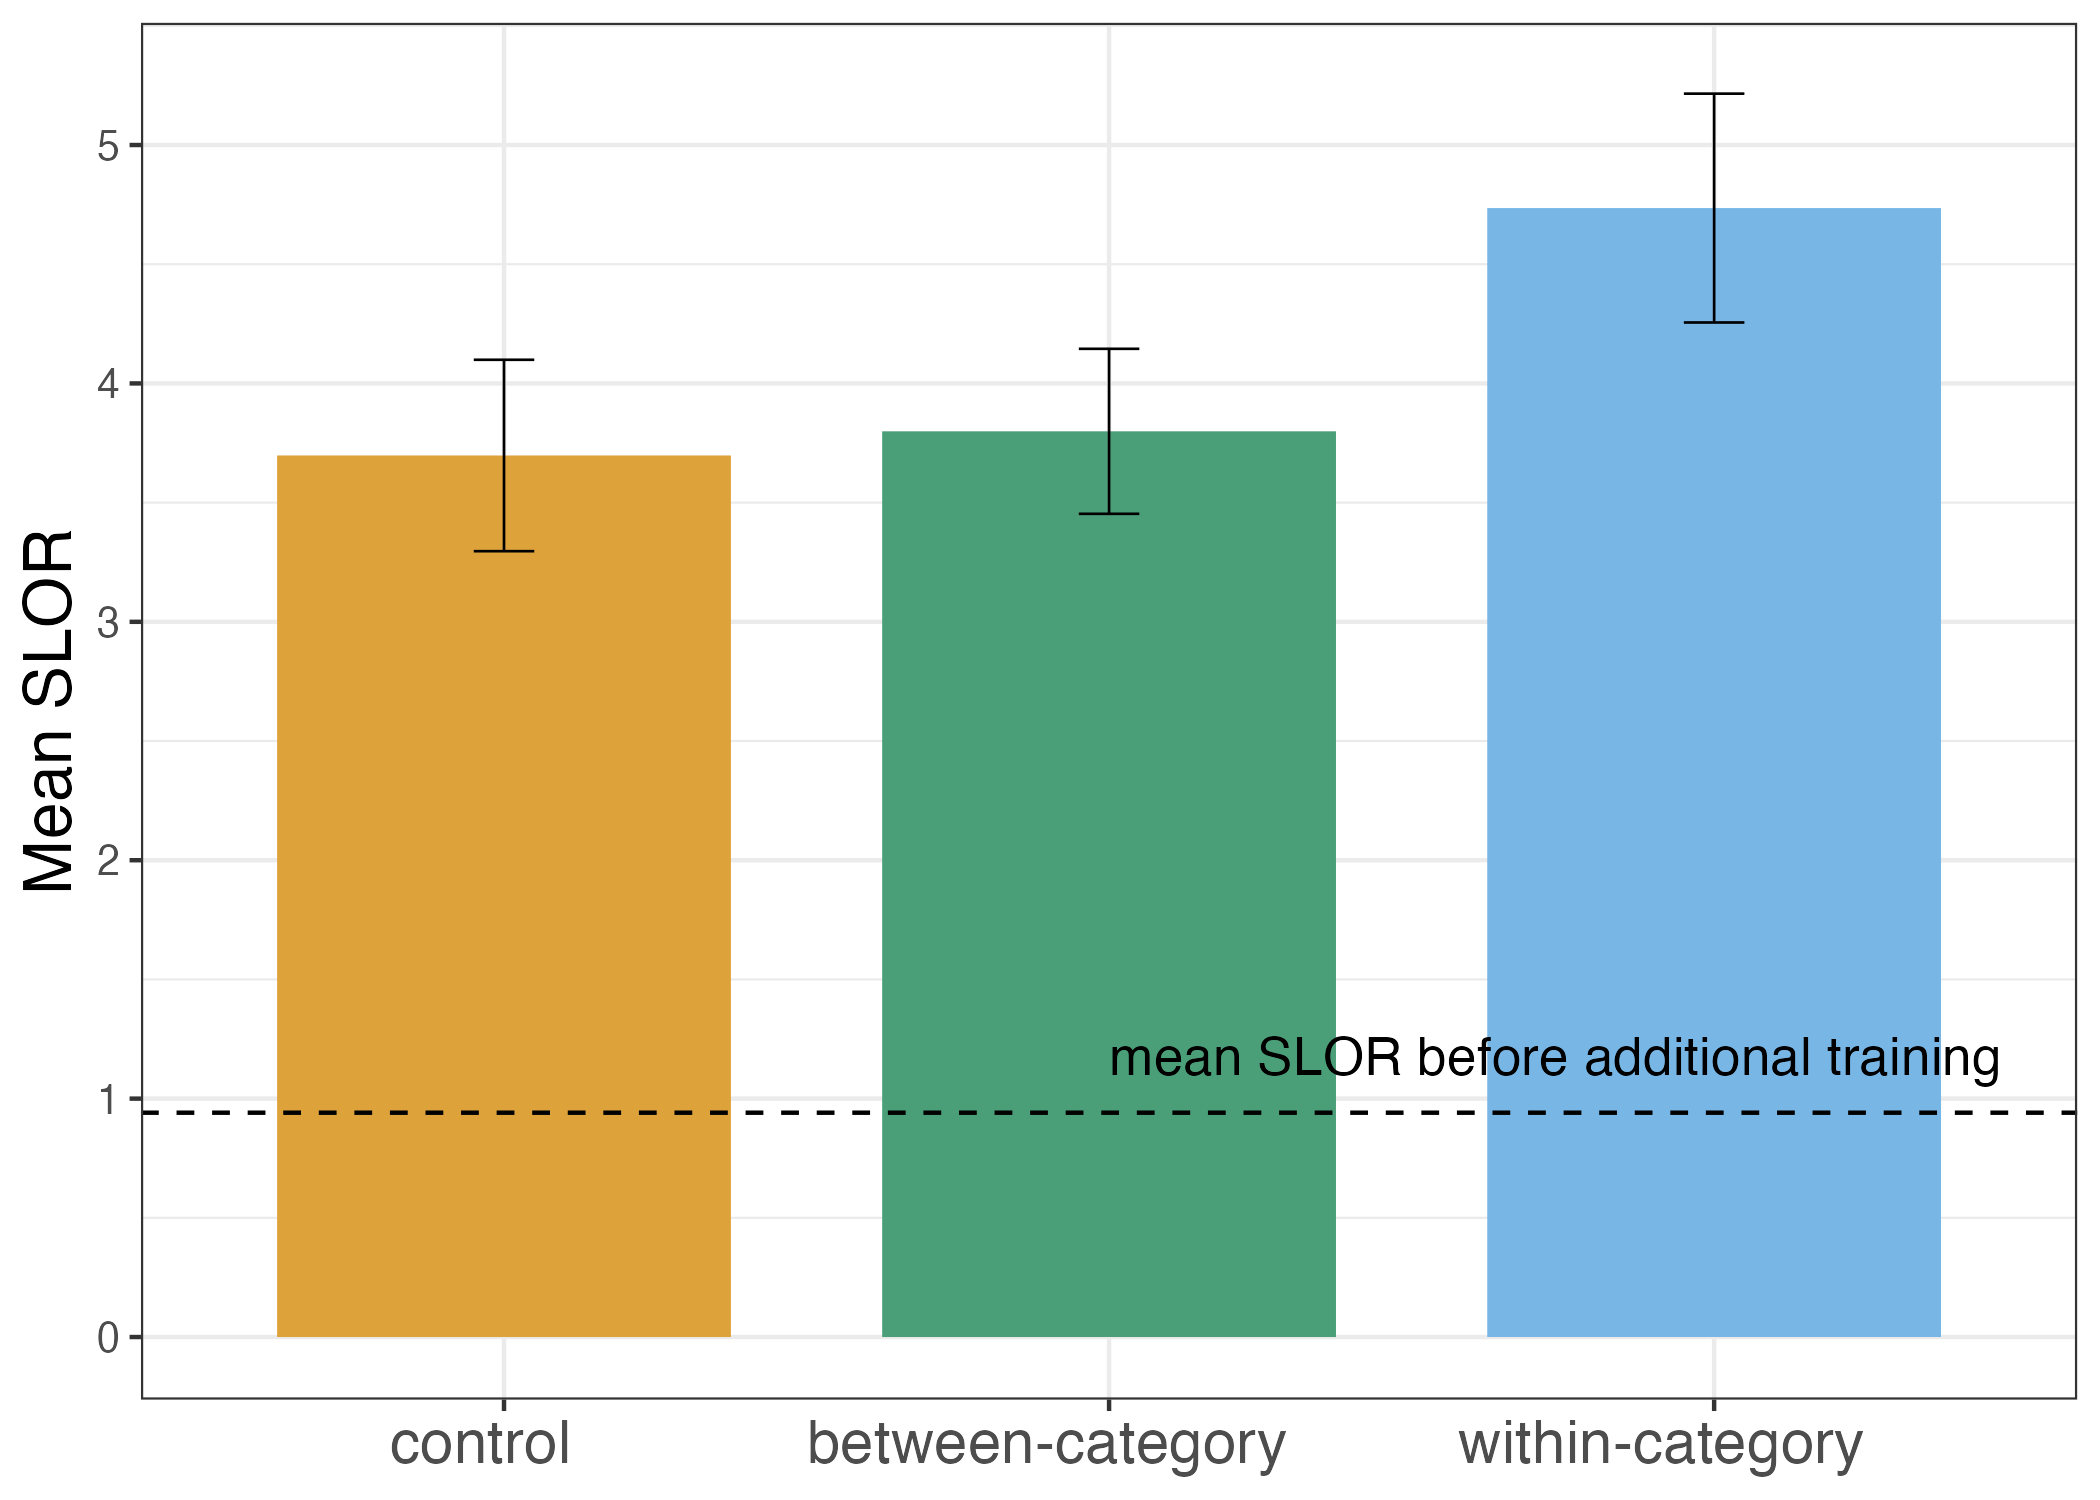 Mean SLOR
5
4
3
2
1
0
mean SLOR before additional training
control
between-category
within-category